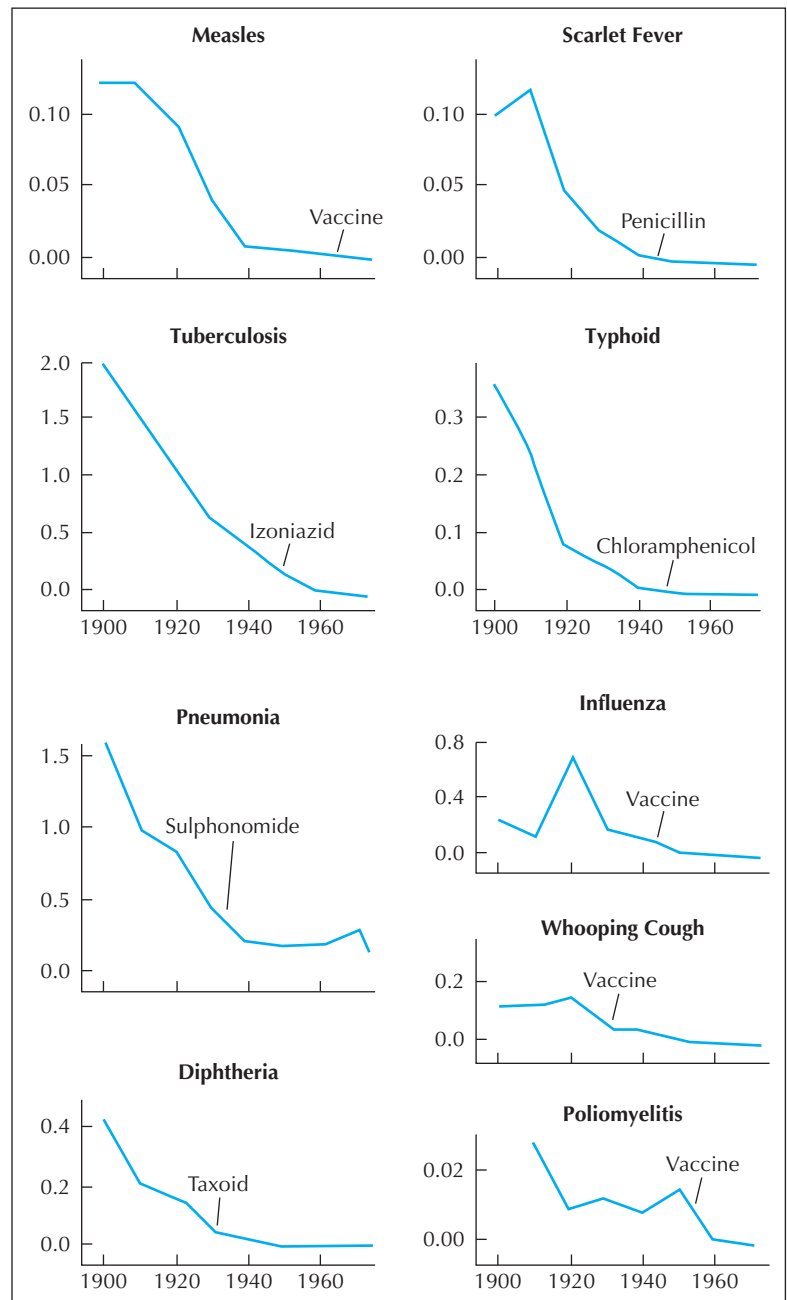 Measles
0.10
0.05
0.00
Vaccine
Scarlet Fever
0.10
0.05
0.00
Penicillin
Tuberculosis
2.0
1.5
1.0
0.5
0.0
Izoniazid
1900 1920 1940 1960
Typhoid
0.3
0.2
0.1
0.0
Chloramphenicol
1900 1920 1940 1960
Pneumonia
1.5
1.0
0.5
0.0
Sulphonomide
Influenza
0.8
0.4
0.0
Vaccine
Whooping Cough
0.2
0.0
Vaccine
Diphtheria
0.4
0.2
0.0
Taxoid
1900 1920 1940 1960
Poliomyelitis
0.02
0.00
Vaccine
1900 1920 1940 1960